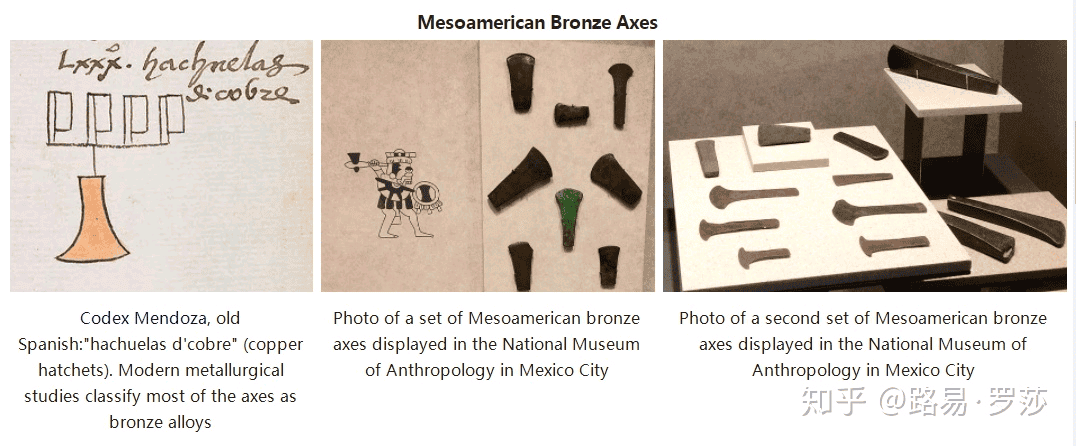 Mesoamerican Bronze Axes
Lxxx. hachuelas
de cobre
Codex Mendoza, old
Spanish:"hachuelas d'cobre" (copper
hatchets). Modern metallurgical
studies classify most of the axes as
bronze alloys
Photo of a set of Mesoamerican bronze
axes displayed in the National Museum
of Anthropology in Mexico City
Photo of a second set of Mesoamerican bronze
axes displayed in the National Museum of
Anthropology in Mexico City
知乎 @路易·罗莎